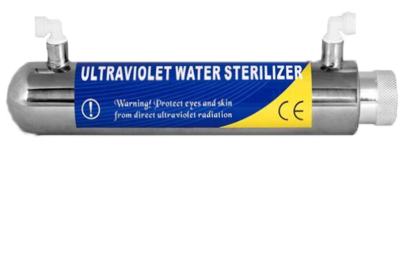 ULTRAVIOLET WATER STERILIZER
Warning! Protect eyes and skin
from direct ultraviolet radiation
CE